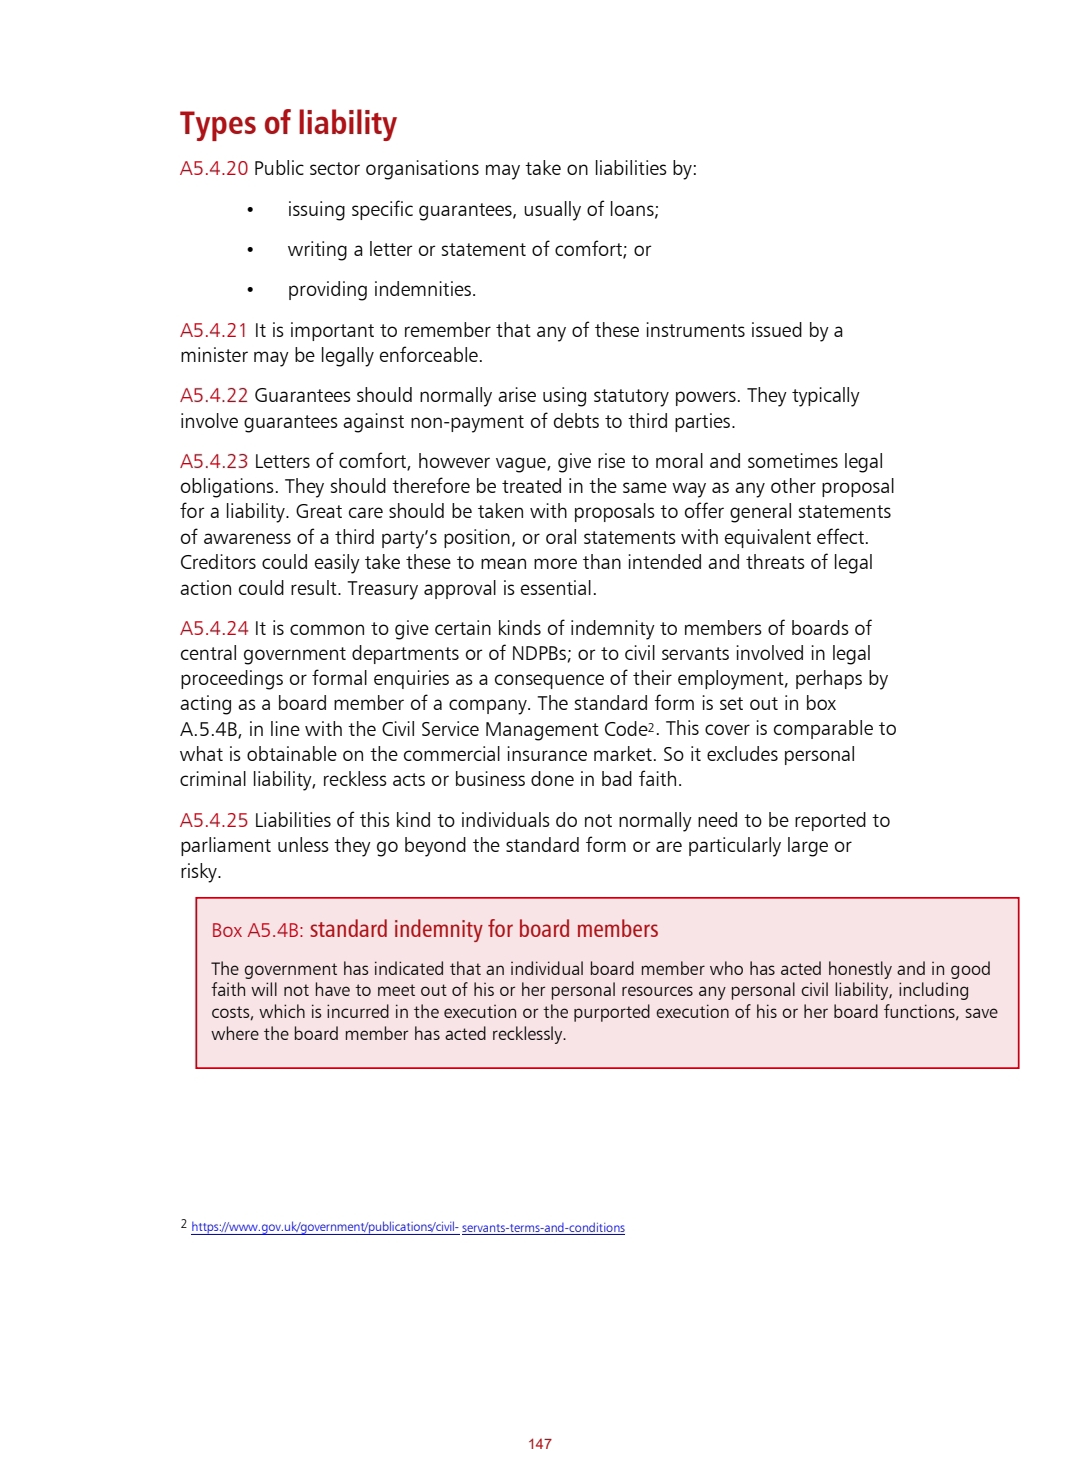 Types of liability
A5.4.20 Public sector organisations may take on liabilities by:
• issuing specific guarantees, usually of loans;
• writing a letter or statement of comfort; or
• providing indemnities.
A5.4.21 It is important to remember that any of these instruments issued by a
minister may be legally enforceable.
A5.4.22 Guarantees should normally arise using statutory powers. They typically
involve guarantees against non-payment of debts to third parties.
A5.4.23 Letters of comfort, however vague, give rise to moral and sometimes legal
obligations. They should therefore be treated in the same way as any other proposal
for a liability. Great care should be taken with proposals to offer general statements
of awareness of a third party’s position, or oral statements with equivalent effect.
Creditors could easily take these to mean more than intended and threats of legal
action could result. Treasury approval is essential.
A5.4.24 It is common to give certain kinds of indemnity to members of boards of
central government departments or of NDPBs; or to civil servants involved in legal
proceedings or formal enquiries as a consequence of their employment, perhaps by
acting as a board member of a company. The standard form is set out in box
A.5.4B, in line with the Civil Service Management Code2. This cover is comparable to
what is obtainable on the commercial insurance market. So it excludes personal
criminal liability, reckless acts or business done in bad faith.
A5.4.25 Liabilities of this kind to individuals do not normally need to be reported to
parliament unless they go beyond the standard form or are particularly large or
risky.
Box A5.4B: standard indemnity for board members
The government has indicated that an individual board member who has acted honestly and in good
faith will not have to meet out of his or her personal resources any personal civil liability, including
costs, which is incurred in the execution or the purported execution of his or her board functions, save
where the board member has acted recklessly.
2 https://www.gov.uk/government/publications/civil- servants-terms-and-conditions
147